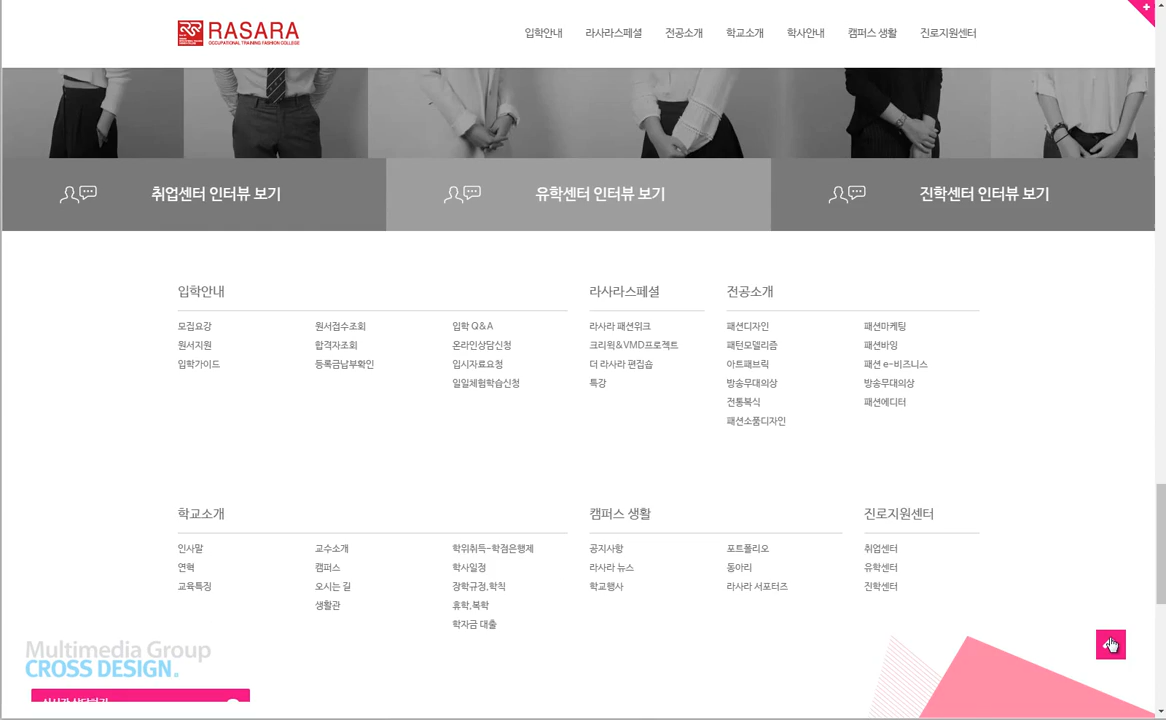 RASARA
OCCUPATIONAL TRAINING FASHION COLLEGE
입학안내 라사라스페셜 전공소개 학교소개 학사안내 캠퍼스 생활 진로지원센터
취업센터 인터뷰 보기 유학센터 인터뷰 보기 진학센터 인터뷰 보기
입학안내 라사라스페셜 전공소개
모집요강 원서접수조회 입학 Q&A 라사라 패션위크 패션디자인 패션마케팅
원서지원 합격자조회 온라인상담신청 크리웍&VMD프로젝트 패턴모델리즘 패션바잉
입학가이드 등록금납부확인 입시자료요청 더 라사라 편집숍 아트패브릭 패션 e-비즈니스
일일체험학습신청 특강 방송무대의상 방송무대의상
전통복식 패션에디터
패션소품디자인
학교소개 캠퍼스 생활 진로지원센터
인사말 교수소개 학위취득-학점은행제 공지사항 포트폴리오 취업센터
연혁 캠퍼스 학사일정 라사라 뉴스 동아리 유학센터
교육특징 오시는 길 장학규정,학칙 학교행사 라사라 서포터즈 진학센터
생활관 휴학,복학
학자금 대출
Multimedia Group
CROSS DESIGN.